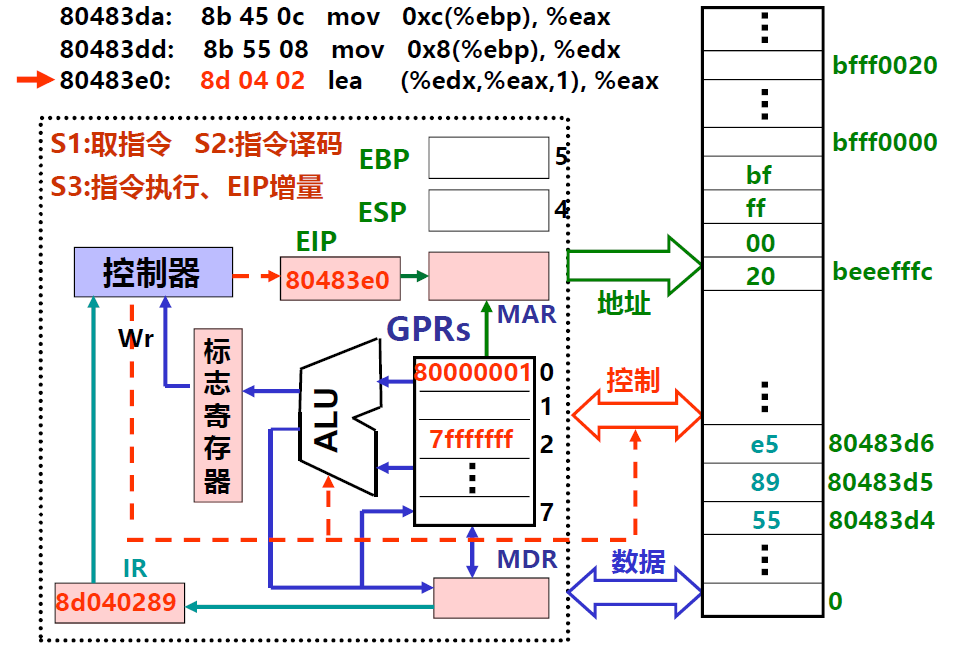 80483da: 8b 45 0c mov 0xc(%ebp), %eax
80483dd: 8b 55 08 mov 0x8(%ebp), %edx
80483e0: 8d 04 02 lea (%edx,%eax,1), %eax
S1:取指令 S2:指令译码
S3:指令执行、EIP增量
EBP
5
ESP
4
EIP
控制器
80483e0
MAR
Wr
标志寄存器
ALU
GPRs
80000001
0
1
7fffffff
2
7
MDR
IR
8d040289
地址
控制
数据
bfff0020
bfff0000
bf
ff
00
20
beeefffc
e5
80483d6
89
80483d5
55
80483d4
0